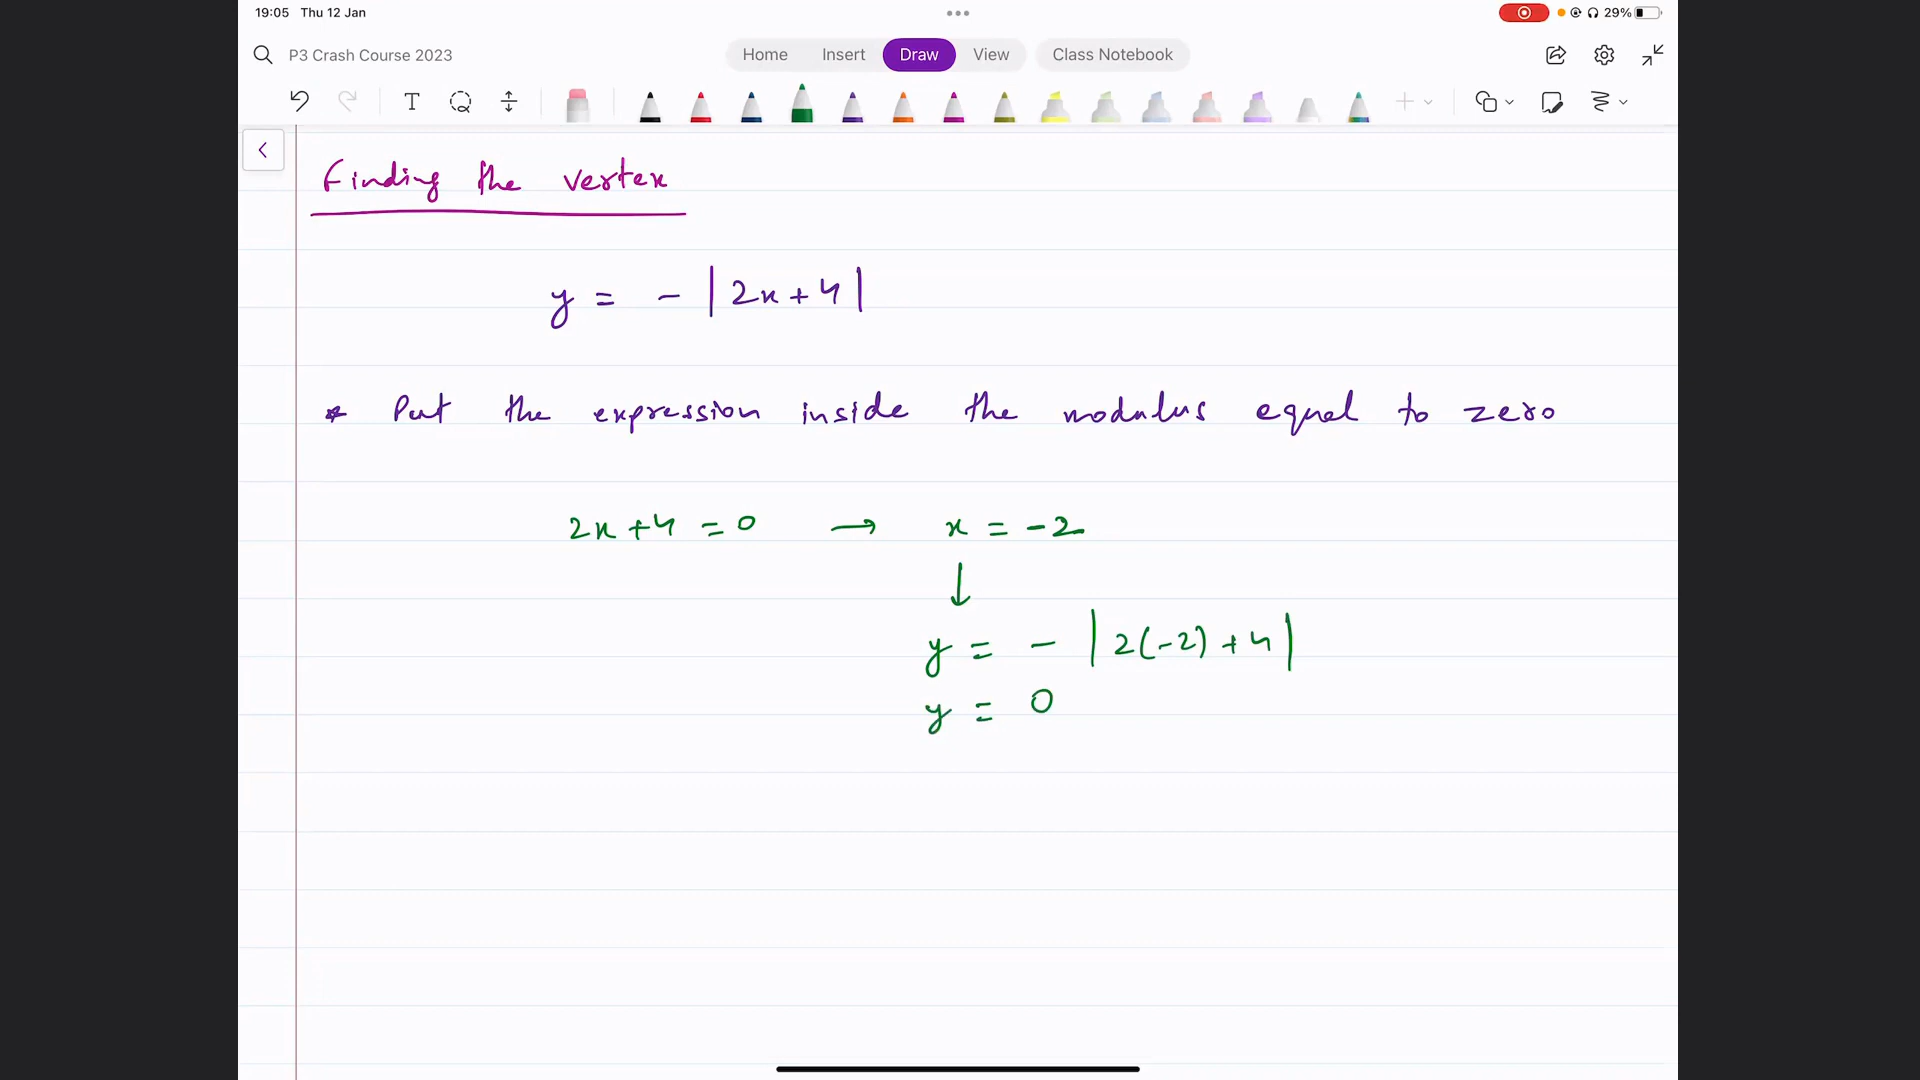 19:05 Thu 12 Jan
29%
P3 Crash Course 2023
Home Insert Draw View Class Notebook
T
Finding the vertex
y = - |2x+4|
* Put the expression inside the modulus equal to zero
2x+4 = 0 → x = -2
↓
y = - |2(-2)+4|
y = 0